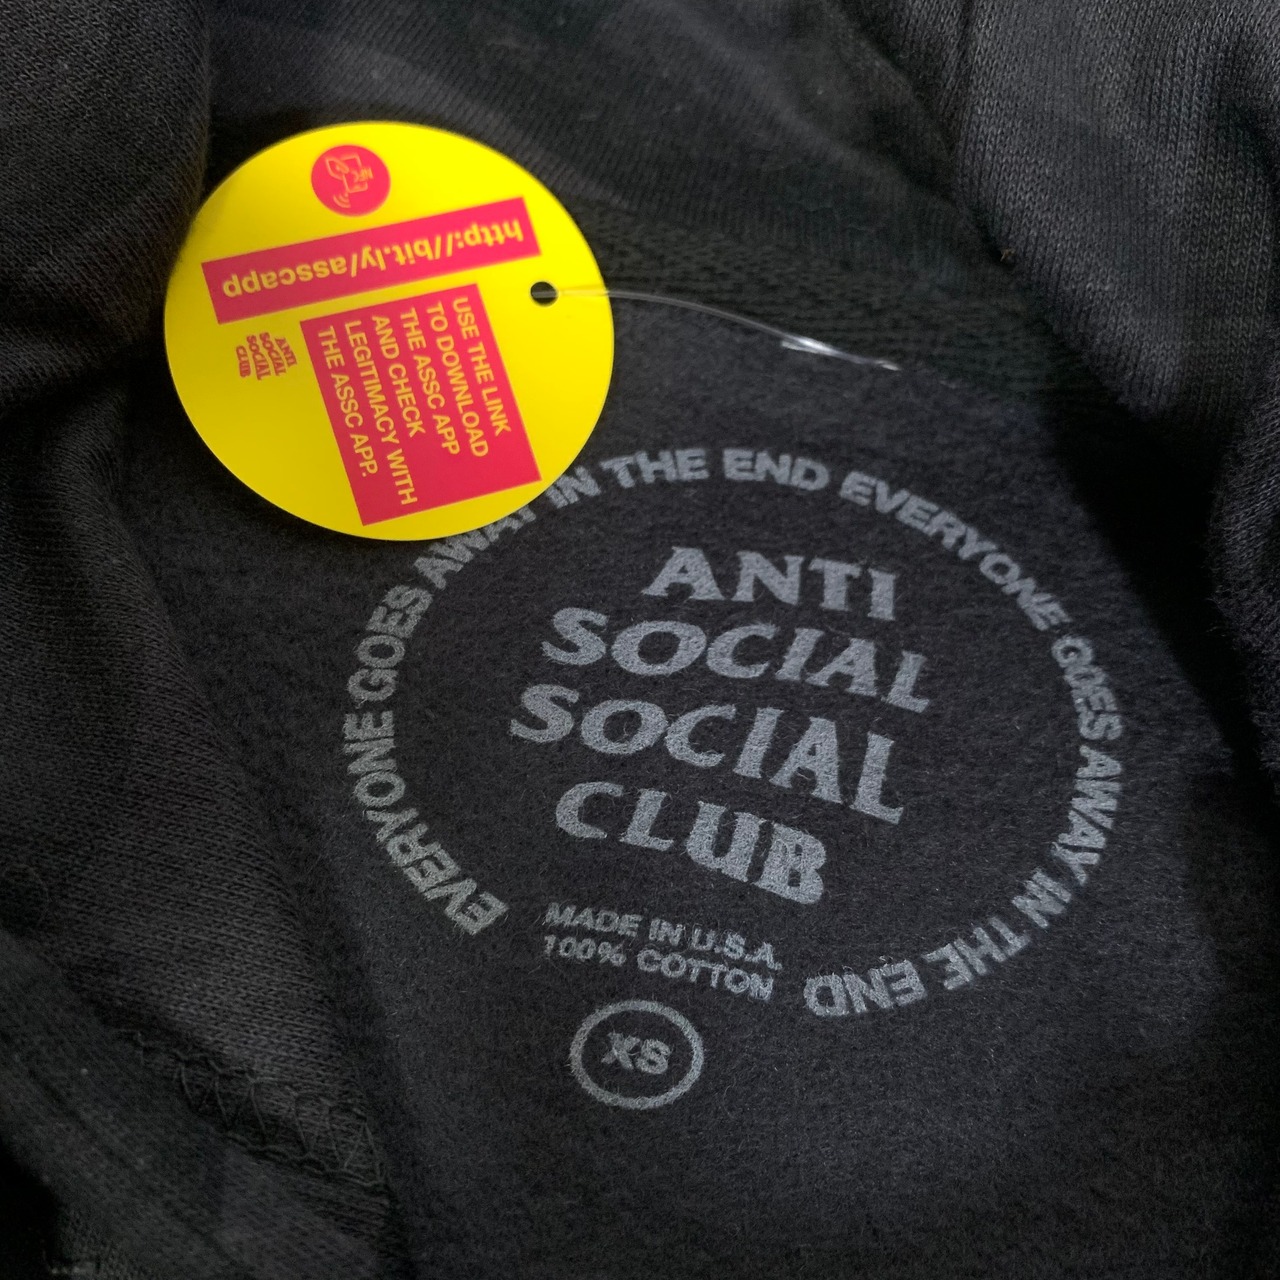 http://bit.ly/asscapp
USE THE LINK
TO DOWNLOAD
THE ASSC APP
AND CHECK
LEGITIMACY WITH
THE ASSC APP.
ANTI
SOCIAL
SOCIAL
CLUB
EVERYONE GOES AWAY IN THE END EVERYONE GOES AWAY IN THE END
ANTI
SOCIAL
SOCIAL
CLUB
MADE IN U.S.A.
100% COTTON
XS